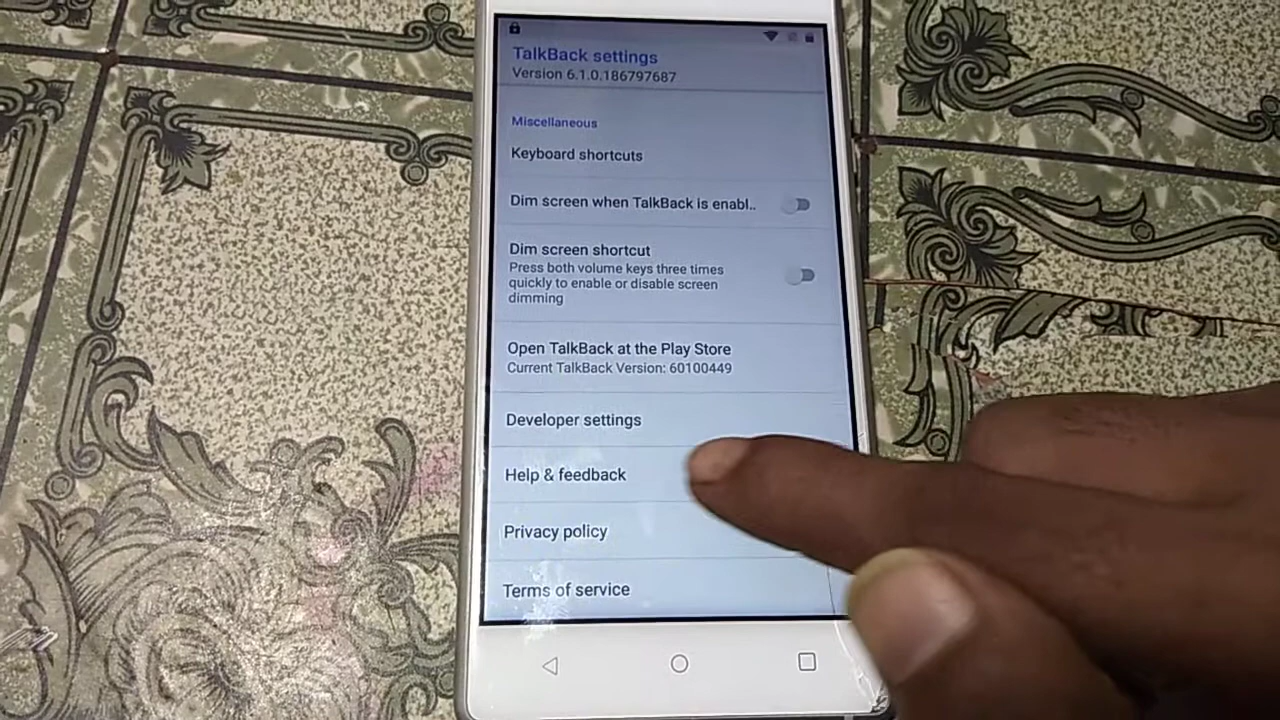 TalkBack settings
Version 6.1.0.186797687
Miscellaneous
Keyboard shortcuts
Dim screen when TalkBack is enabl..
Dim screen shortcut
Press both volume keys three times
quickly to enable or disable screen
dimming
Open TalkBack at the Play Store
Current TalkBack Version: 60100449
Developer settings
Help & feedback
Privacy policy
Terms of service